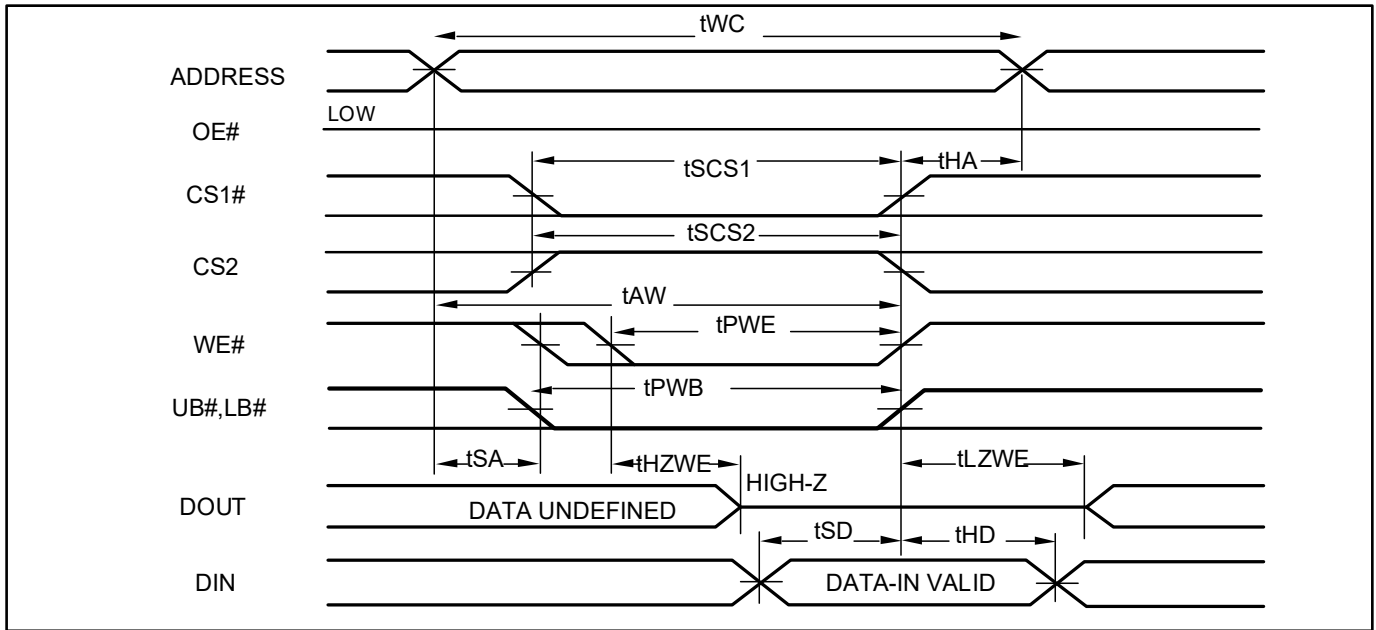 tWC
ADDRESS
LOW
OE#
tSCS1
tHA
CS1#
tSCS2
CS2
tAW
tPWE
WE#
tPWB
UB#,LB#
tSA
tHZWE
tLZWE
HIGH-Z
DOUT
DATA UNDEFINED
tSD
tHD
DIN
DATA-IN VALID